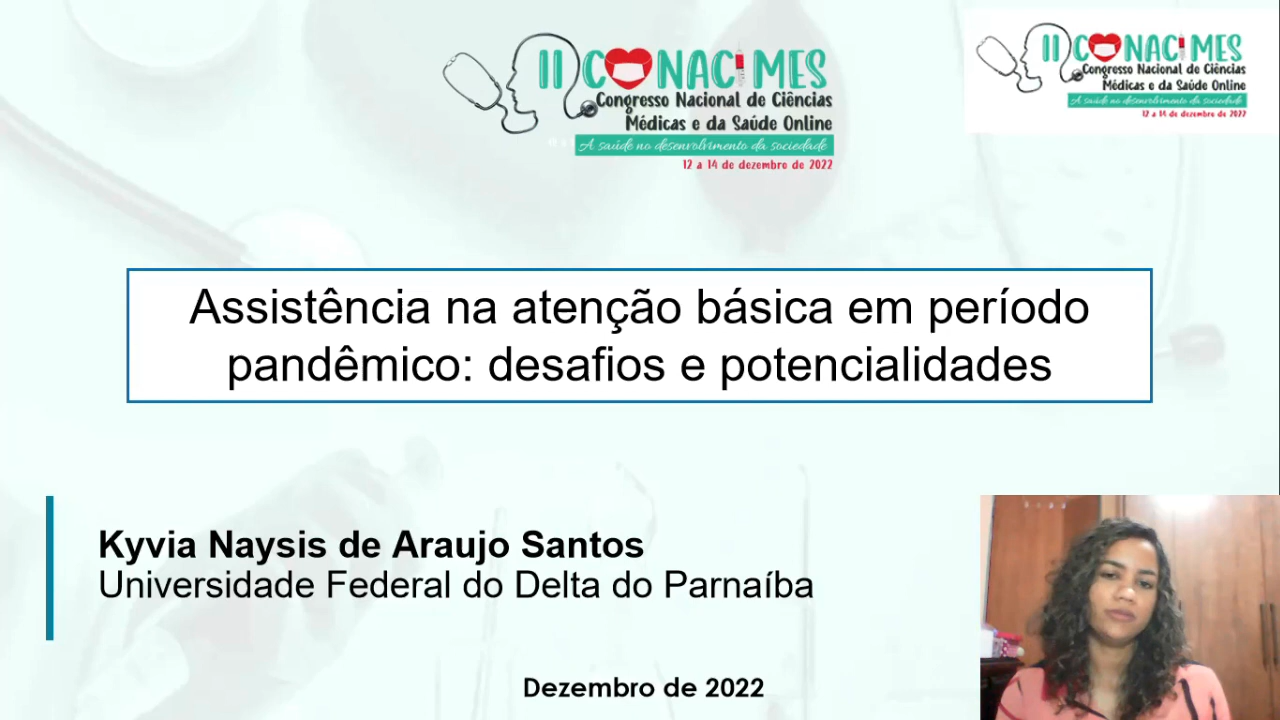 II CONACIMES
Congresso Nacional de Ciências
Médicas e da Saúde Online
A saúde no desenvolvimento da sociedade
12 a 14 de dezembro de 2022
II CONACIMES
Congresso Nacional de Ciências
Médicas e da Saúde Online
A saúde no desenvolvimento da sociedade
12 a 14 de dezembro de 2022
Assistência na atenção básica em período
pandêmico: desafios e potencialidades
Kyvia Naysis de Araujo Santos
Universidade Federal do Delta do Parnaíba
Dezembro de 2022